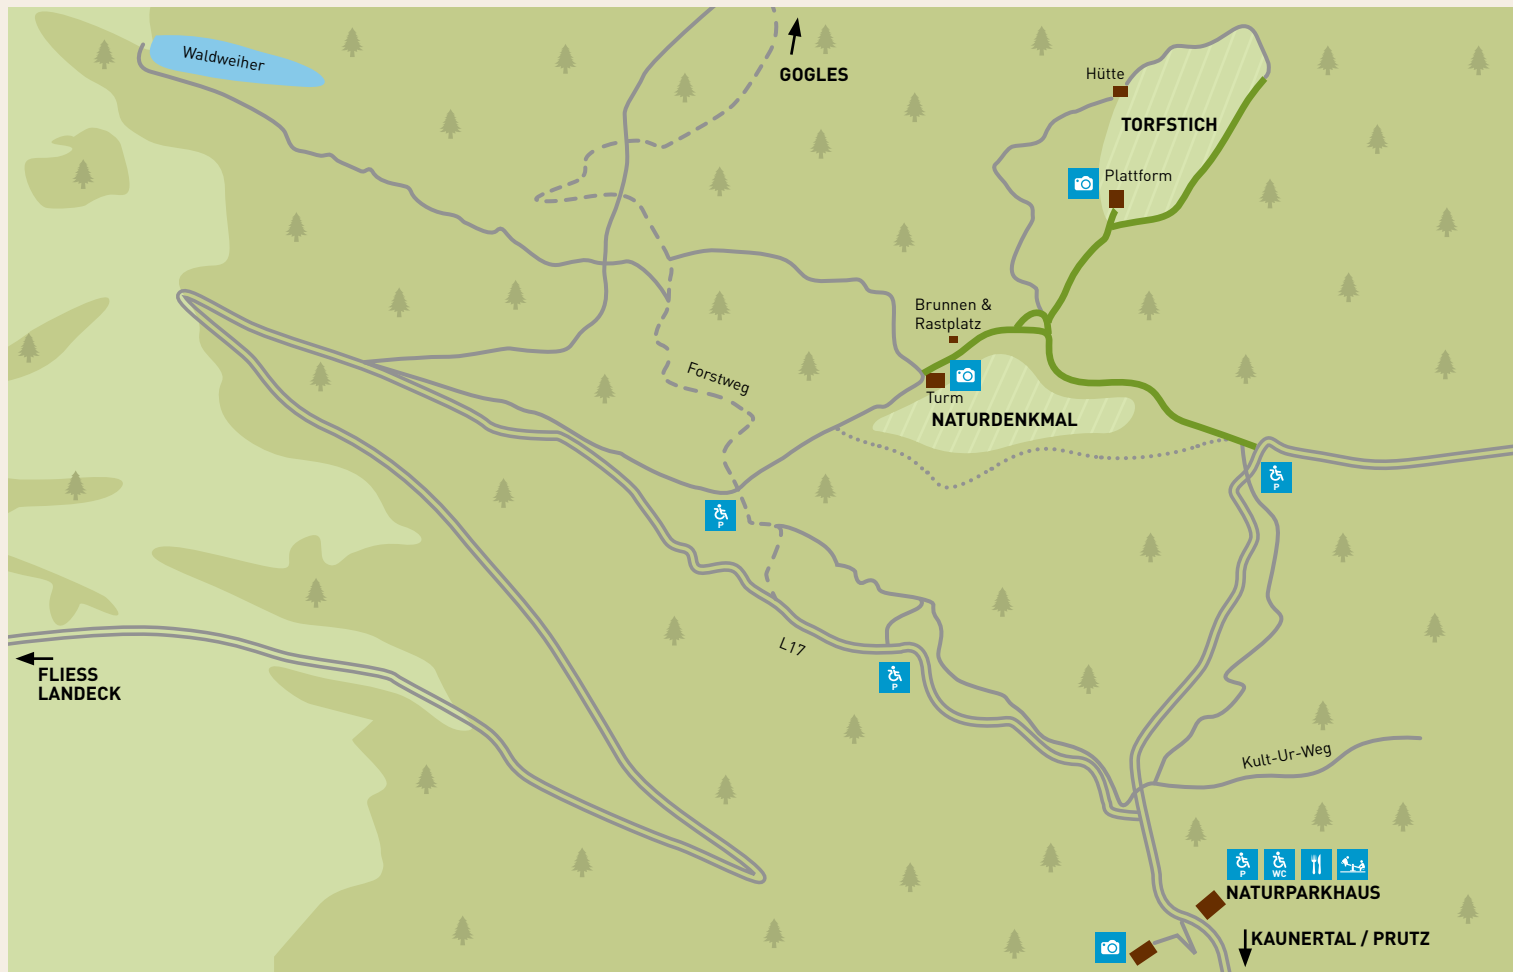 Waldweiher
GOGLES
Hütte
TORFSTICH
Plattform
Brunnen &
Rastplatz
Forstweg
Turm
NATURDENKMAL
P
P
L17
P
FLIESS
LANDECK
Kult-Ur-Weg
P
WC
NATURPARKHAUS
KAUNERTAL / PRUTZ